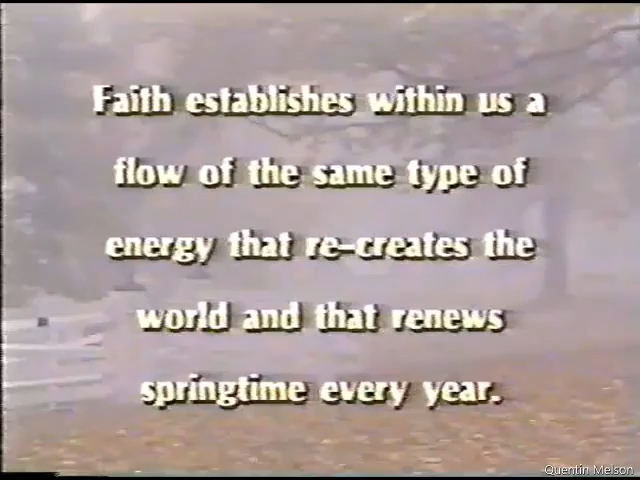 Faith establishes within us a
flow of the same type of
energy that re-creates the
world and that renews
springtime every year.
Quentin Melson